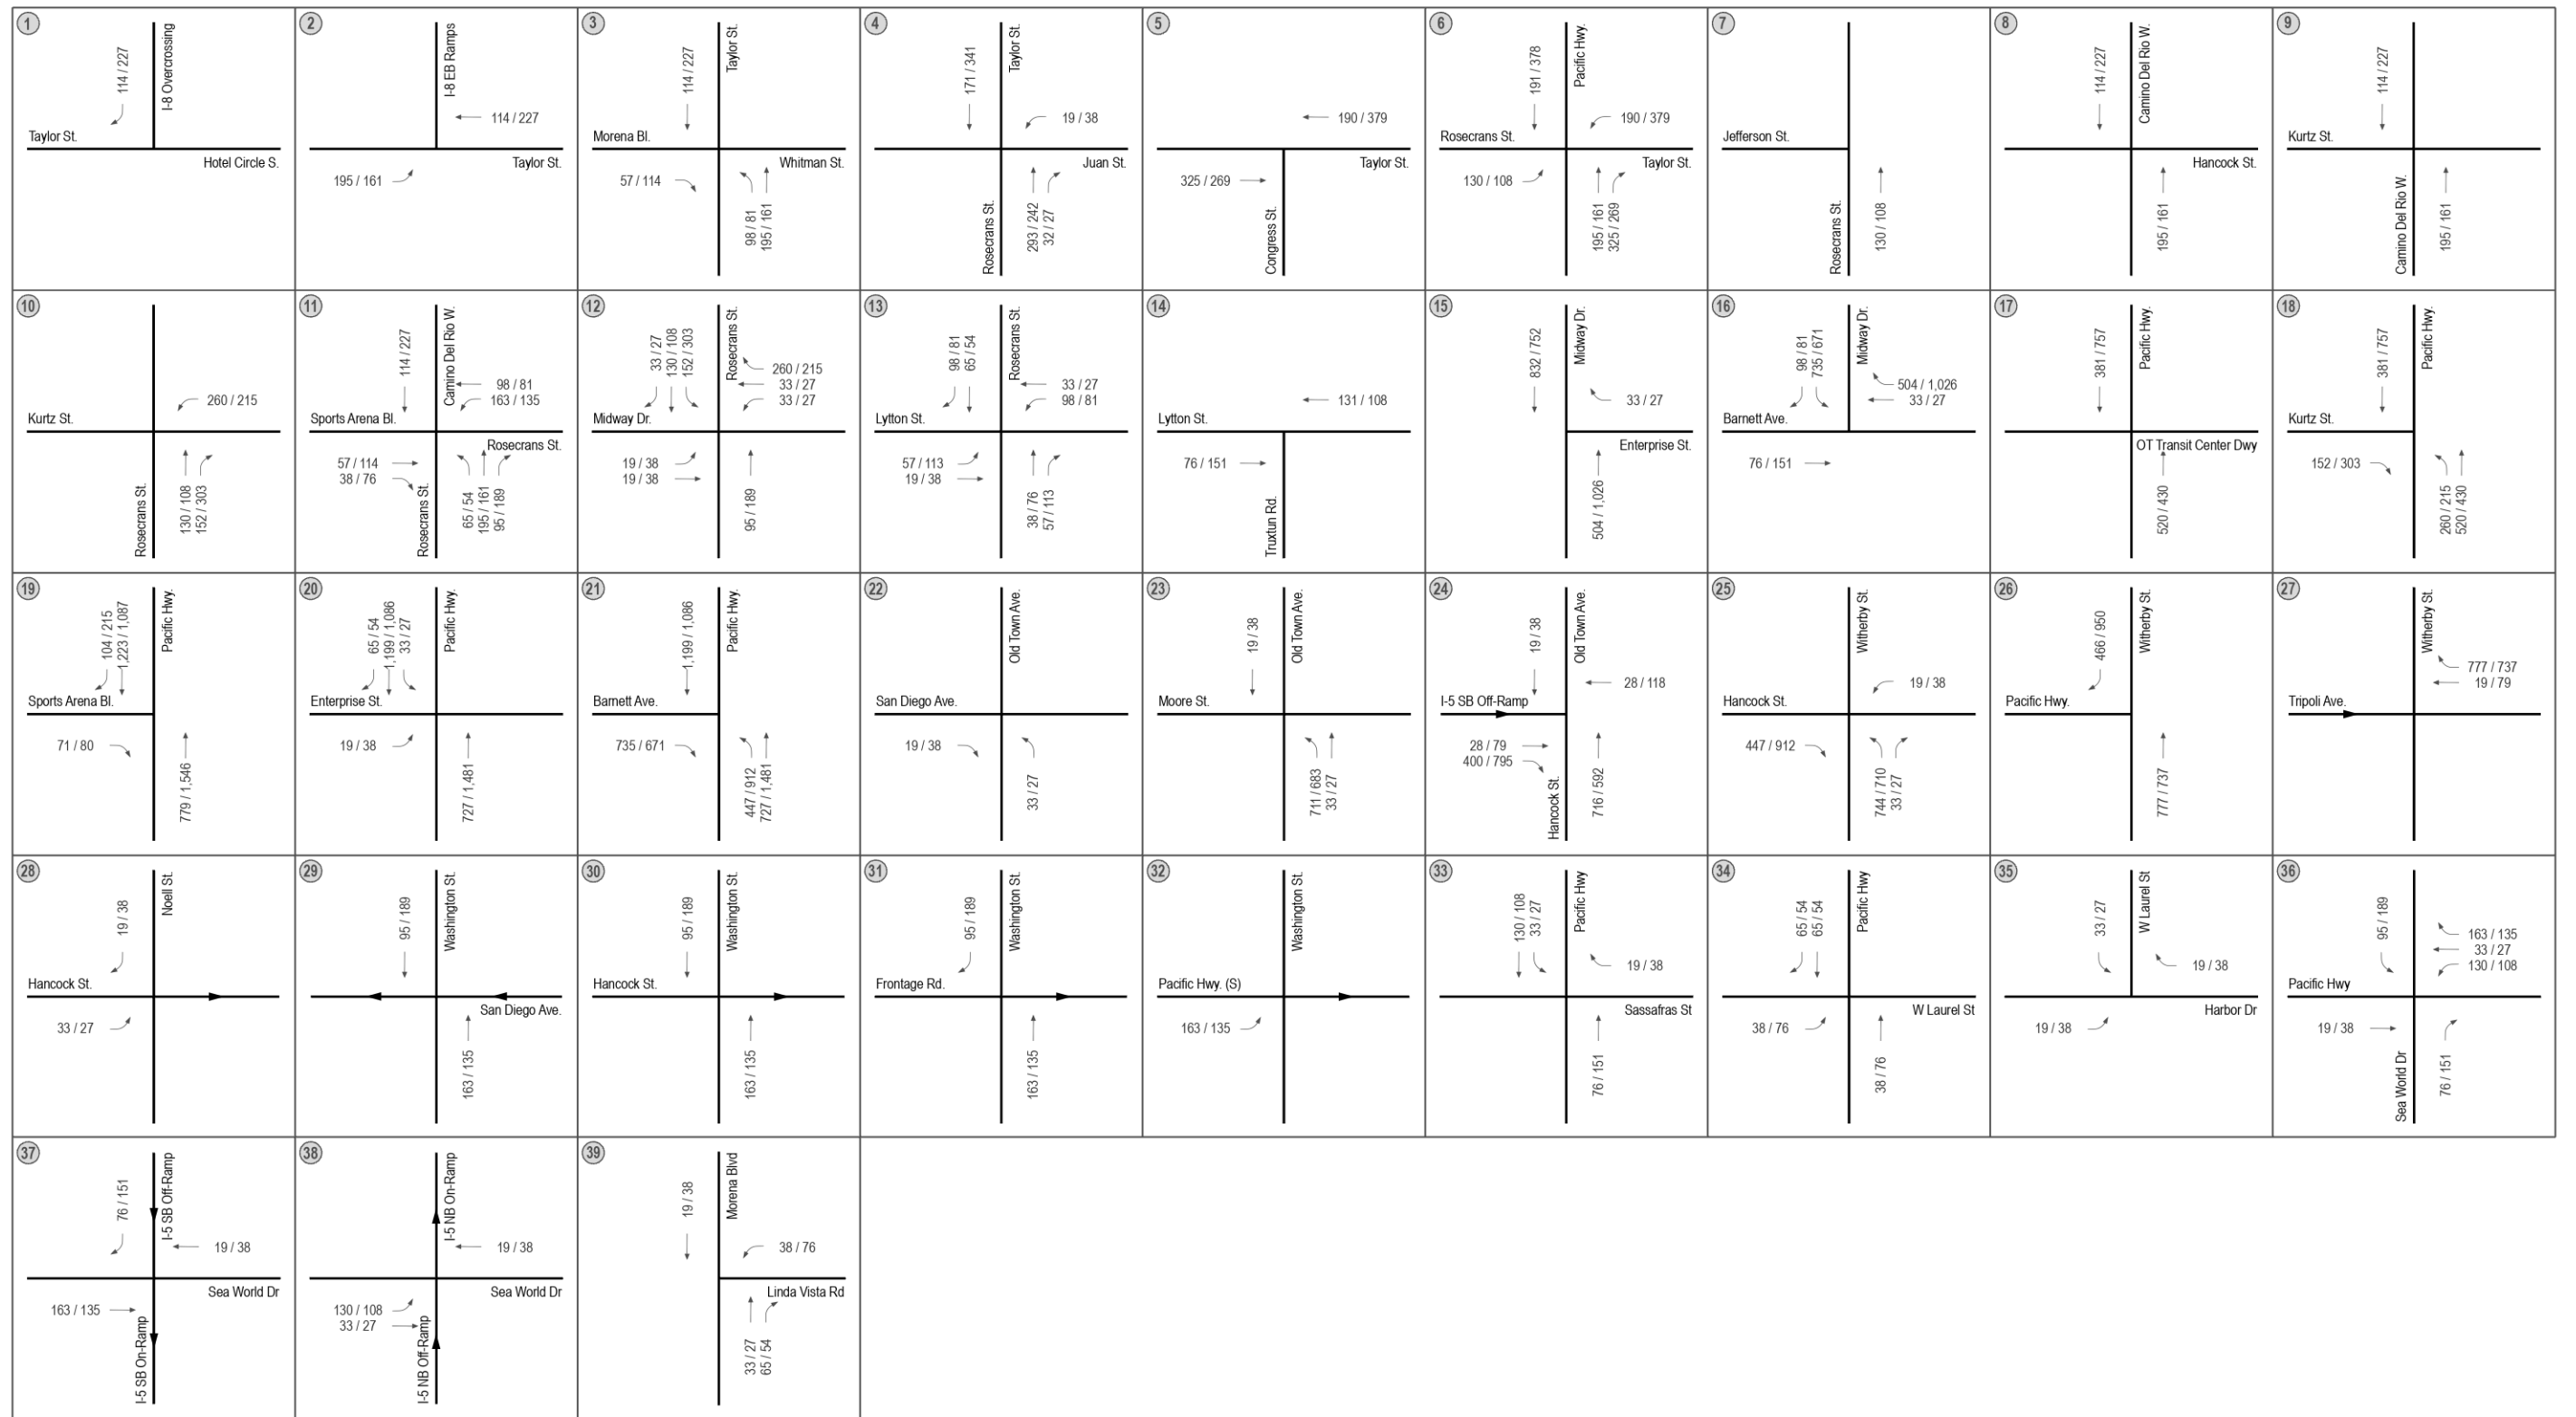 1
I-8 Overcrossing
114 / 227
Taylor St.
Hotel Circle S.
2
I-8 EB Ramps
114 / 227
195 / 161
Taylor St.
3
114 / 227
Taylor St.
Morena Bl.
Whitman St.
57 / 114
98 / 81
195 / 161
4
171 / 341
Taylor St.
19 / 38
Juan St.
Rosecrans St.
293 / 242
32 / 27
5
190 / 379
Taylor St.
325 / 269
Congress St.
6
191 / 378
Pacific Hwy.
190 / 379
Rosecrans St.
Taylor St.
130 / 108
195 / 161
325 / 269
7
Jefferson St.
Rosecrans St.
130 / 108
8
114 / 227
Camino Del Rio W.
Hancock St.
195 / 161
9
114 / 227
Kurtz St.
Camino Del Rio W.
195 / 161
10
260 / 215
Kurtz St.
Rosecrans St.
130 / 108
152 / 303
11
114 / 227
Camino Del Rio W.
98 / 81
163 / 135
Sports Arena Bl.
Rosecrans St.
57 / 114
38 / 76
Rosecrans St.
65 / 54
195 / 161
95 / 189
12
33 / 27
130 / 108
152 / 303
Rosecrans St.
260 / 215
33 / 27
33 / 27
Midway Dr.
19 / 38
19 / 38
95 / 189
13
98 / 81
65 / 54
Rosecrans St.
33 / 27
98 / 81
Lytton St.
57 / 113
19 / 38
38 / 76
57 / 113
14
131 / 108
Lytton St.
76 / 151
Truxtun Rd.
15
832 / 752
Midway Dr.
33 / 27
Enterprise St.
504 / 1,026
16
98 / 81
735 / 671
Midway Dr.
504 / 1,026
33 / 27
Barnett Ave.
76 / 151
17
381 / 757
Pacific Hwy.
OT Transit Center Dwy
520 / 430
18
381 / 757
Pacific Hwy.
Kurtz St.
152 / 303
260 / 215
520 / 430
19
104 / 215
1,223 / 1,087
Pacific Hwy.
Sports Arena Bl.
71 / 80
779 / 1,546
20
65 / 54
1,199 / 1,086
33 / 27
Pacific Hwy.
Enterprise St.
19 / 38
727 / 1,481
21
1,199 / 1,086
Pacific Hwy.
Barnett Ave.
735 / 671
447 / 912
727 / 1,481
22
Old Town Ave.
San Diego Ave.
19 / 38
33 / 27
23
19 / 38
Old Town Ave.
Moore St.
711 / 683
33 / 27
24
19 / 38
Old Town Ave.
28 / 118
I-5 SB Off-Ramp
28 / 79
400 / 795
Hancock St.
716 / 592
25
Witherby St.
19 / 38
Hancock St.
447 / 912
744 / 710
33 / 27
26
466 / 950
Witherby St.
Pacific Hwy.
777 / 737
27
Witherby St.
777 / 737
19 / 79
Tripoli Ave.
28
19 / 38
Noell St.
Hancock St.
33 / 27
29
95 / 189
Washington St.
San Diego Ave.
163 / 135
30
95 / 189
Washington St.
Hancock St.
163 / 135
31
95 / 189
Washington St.
Frontage Rd.
163 / 135
32
Washington St.
Pacific Hwy. (S)
163 / 135
33
130 / 108
33 / 27
Pacific Hwy
19 / 38
Sassafras St
76 / 151
34
65 / 54
65 / 54
Pacific Hwy
W Laurel St
38 / 76
38 / 76
35
33 / 27
W Laurel St
19 / 38
Harbor Dr
19 / 38
36
95 / 189
163 / 135
33 / 27
130 / 108
Pacific Hwy
19 / 38
Sea World Dr
76 / 151
37
76 / 151
I-5 SB Off-Ramp
19 / 38
Sea World Dr
163 / 135
I-5 SB On-Ramp
38
I-5 NB On-Ramp
19 / 38
Sea World Dr
130 / 108
33 / 27
I-5 NB Off-Ramp
39
19 / 38
Morena Blvd
38 / 76
Linda Vista Rd
33 / 27
65 / 54